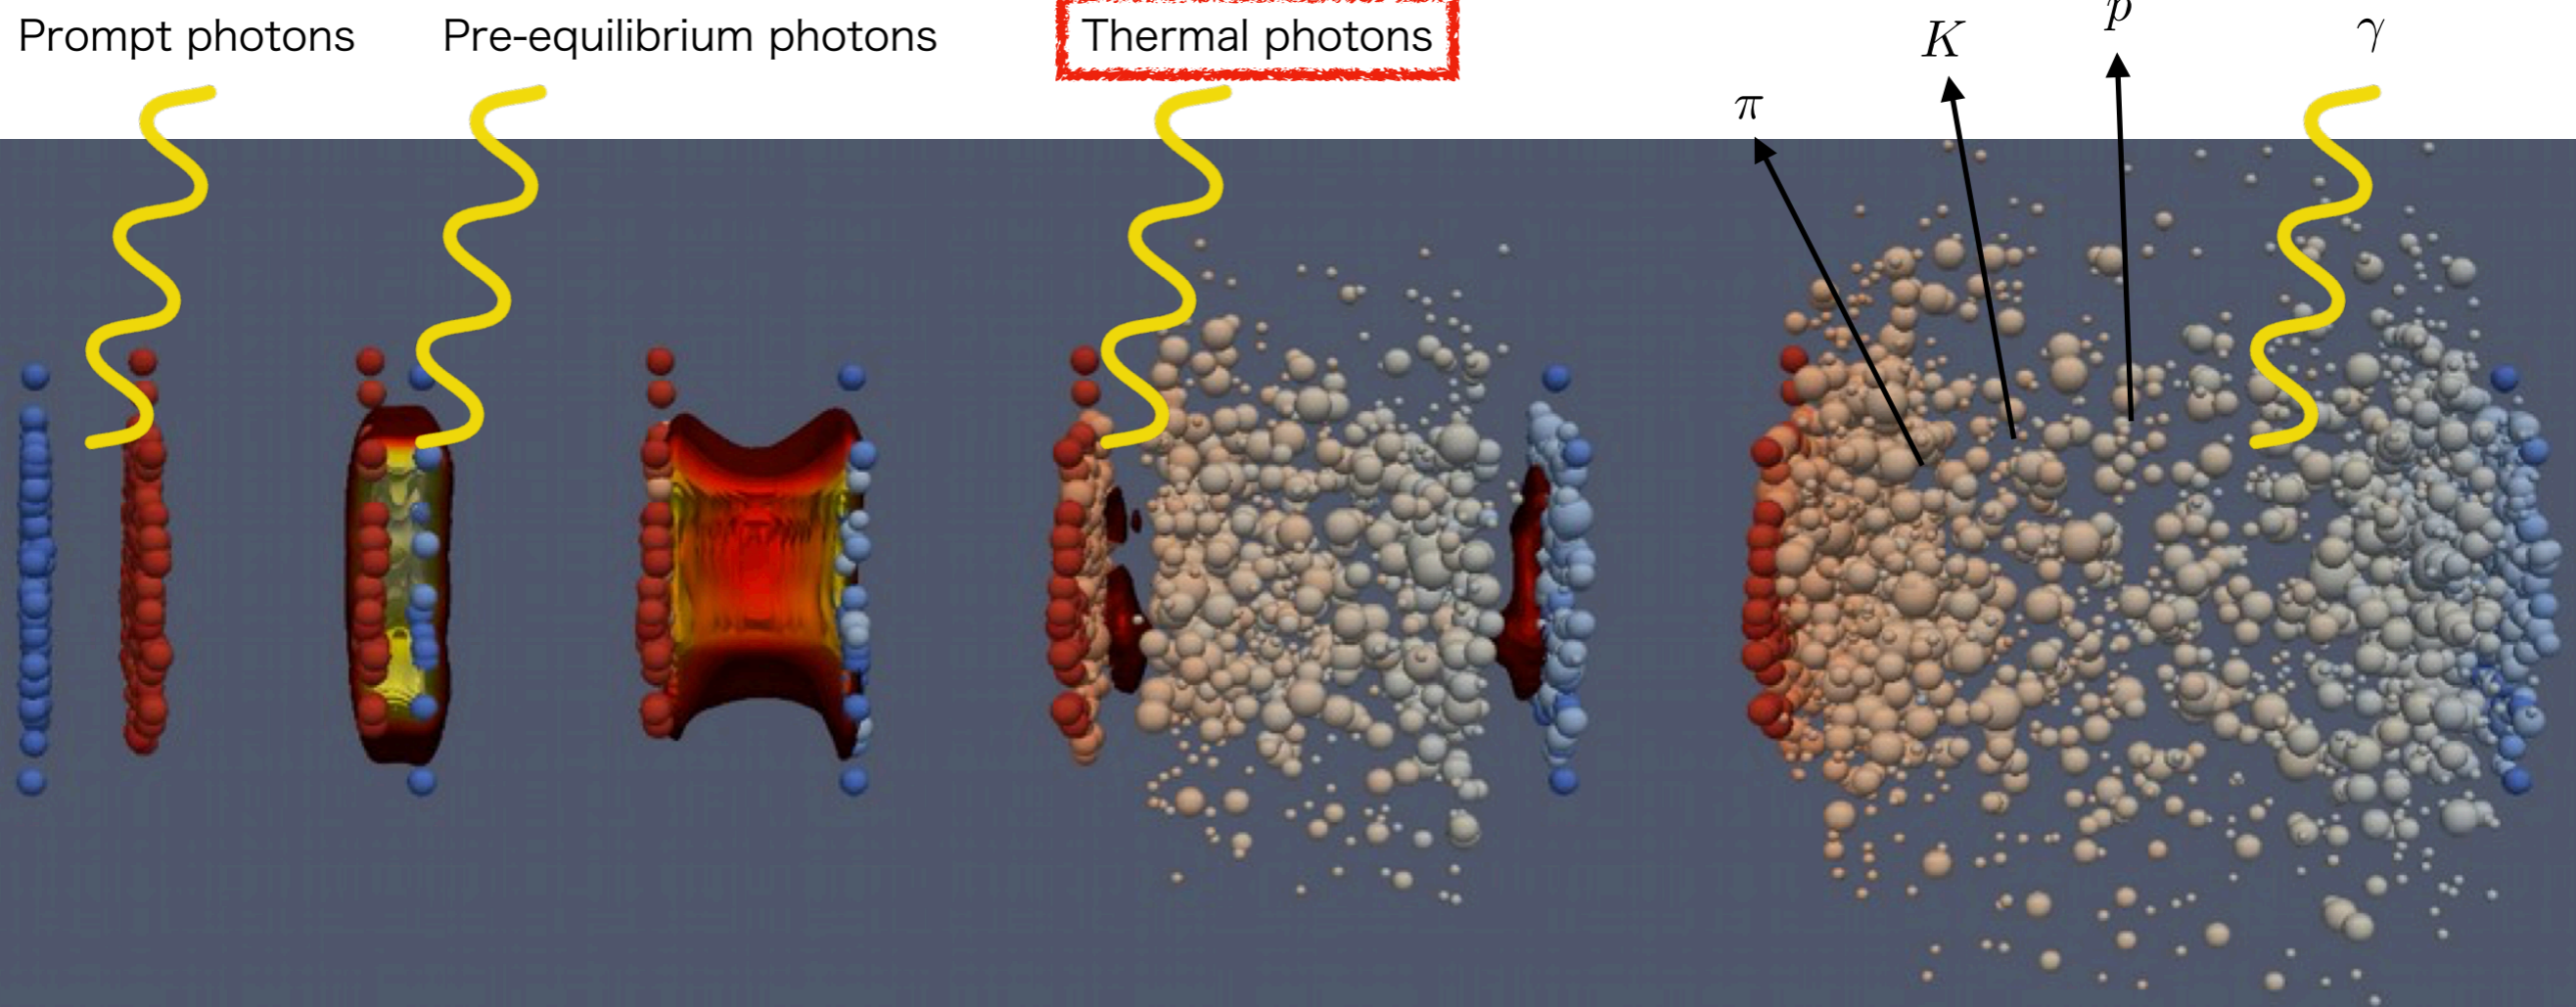 Prompt photons
Pre-equilibrium photons
Thermal photons
π
K
p
γ